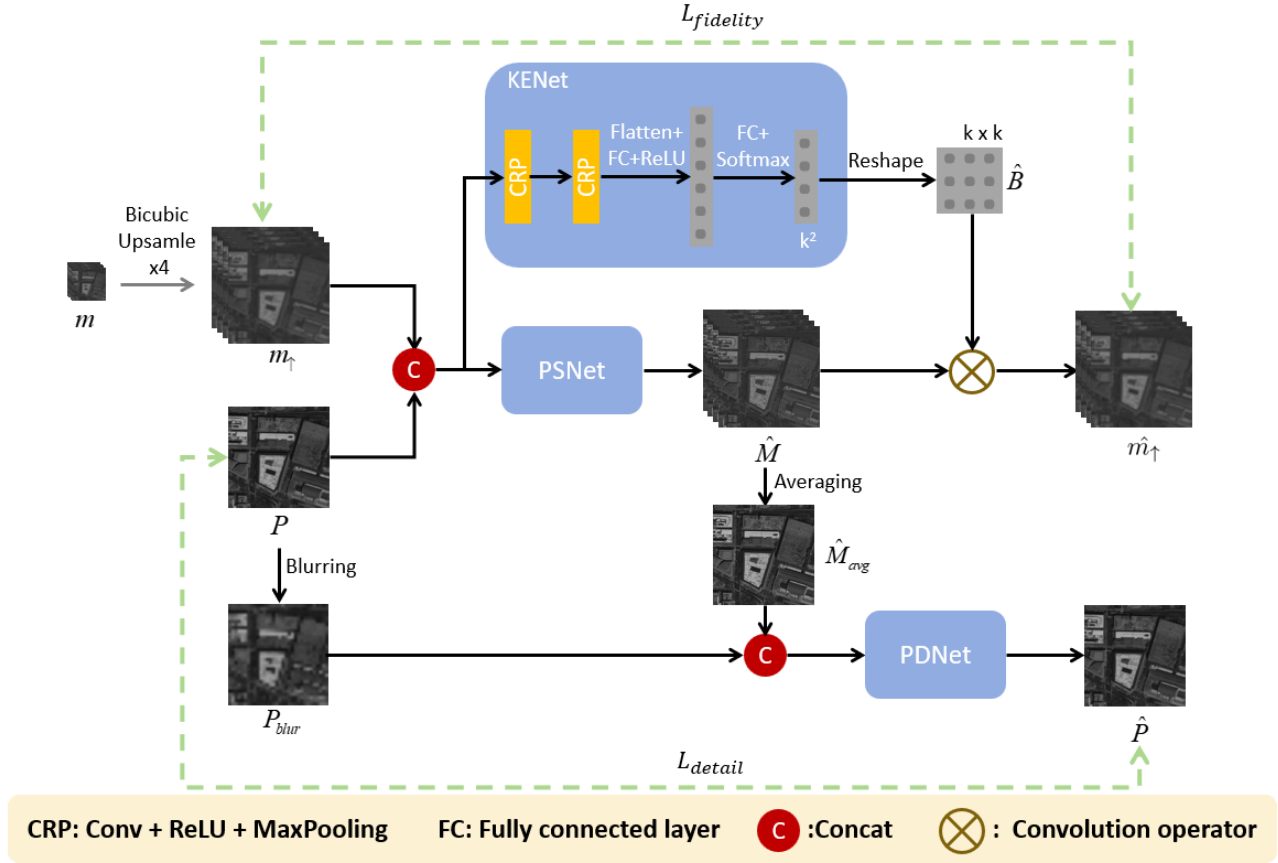 L_fidelity
KENet
CRP
CRP
Flatten+
FC+ReLU
FC+
Softmax
k²
Reshape
k x k
B̂
Bicubic
Upsamle
x4
m
m↑
C
PSNet
M̂
m̂↑
P
Averaging
M̂_avg
Blurring
P_blur
C
PDNet
P̂
L_detail
CRP: Conv + ReLU + MaxPooling FC: Fully connected layer C :Concat : Convolution operator